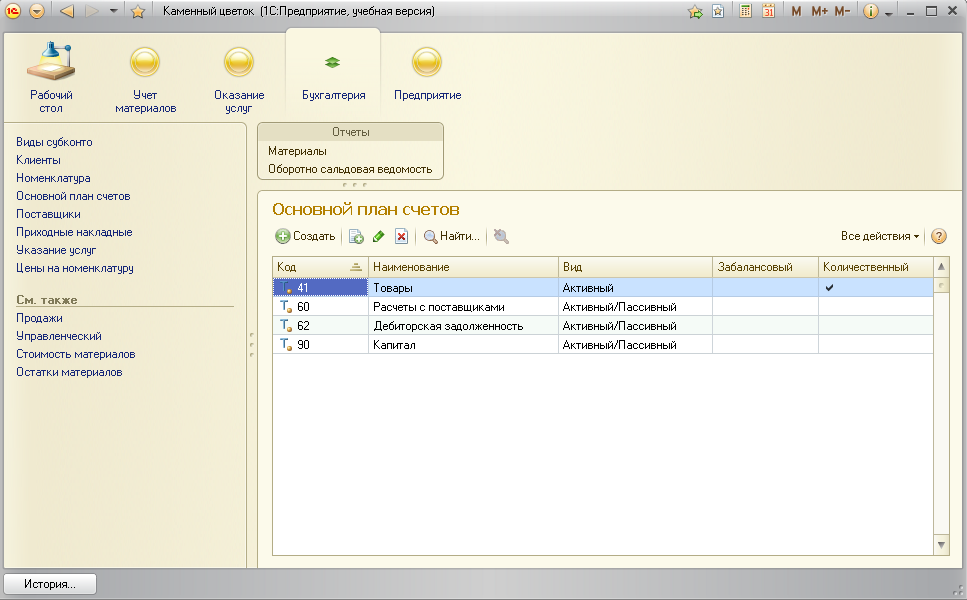 1С Каменный цветок (1С:Предприятие, учебная версия) 31 M M+ M-
Рабочий стол
Учет материалов
Оказание услуг
Бухгалтерия
Предприятие
Виды субконто
Клиенты
Номенклатура
Основной план счетов
Поставщики
Приходные накладные
Указание услуг
Цены на номенклатуру
См. также
Продажи
Управленческий
Стоимость материалов
Остатки материалов
Отчеты
Материалы
Оборотно сальдовая ведомость
Основной план счетов
Создать Найти... Все действия ?
Код Наименование Вид Забалансовый Количественный
Т 41 Товары Активный ✔
Т 60 Расчеты с поставщиками Активный/Пассивный
Т 62 Дебиторская задолженность Активный/Пассивный
Т 90 Капитал Активный/Пассивный
История...